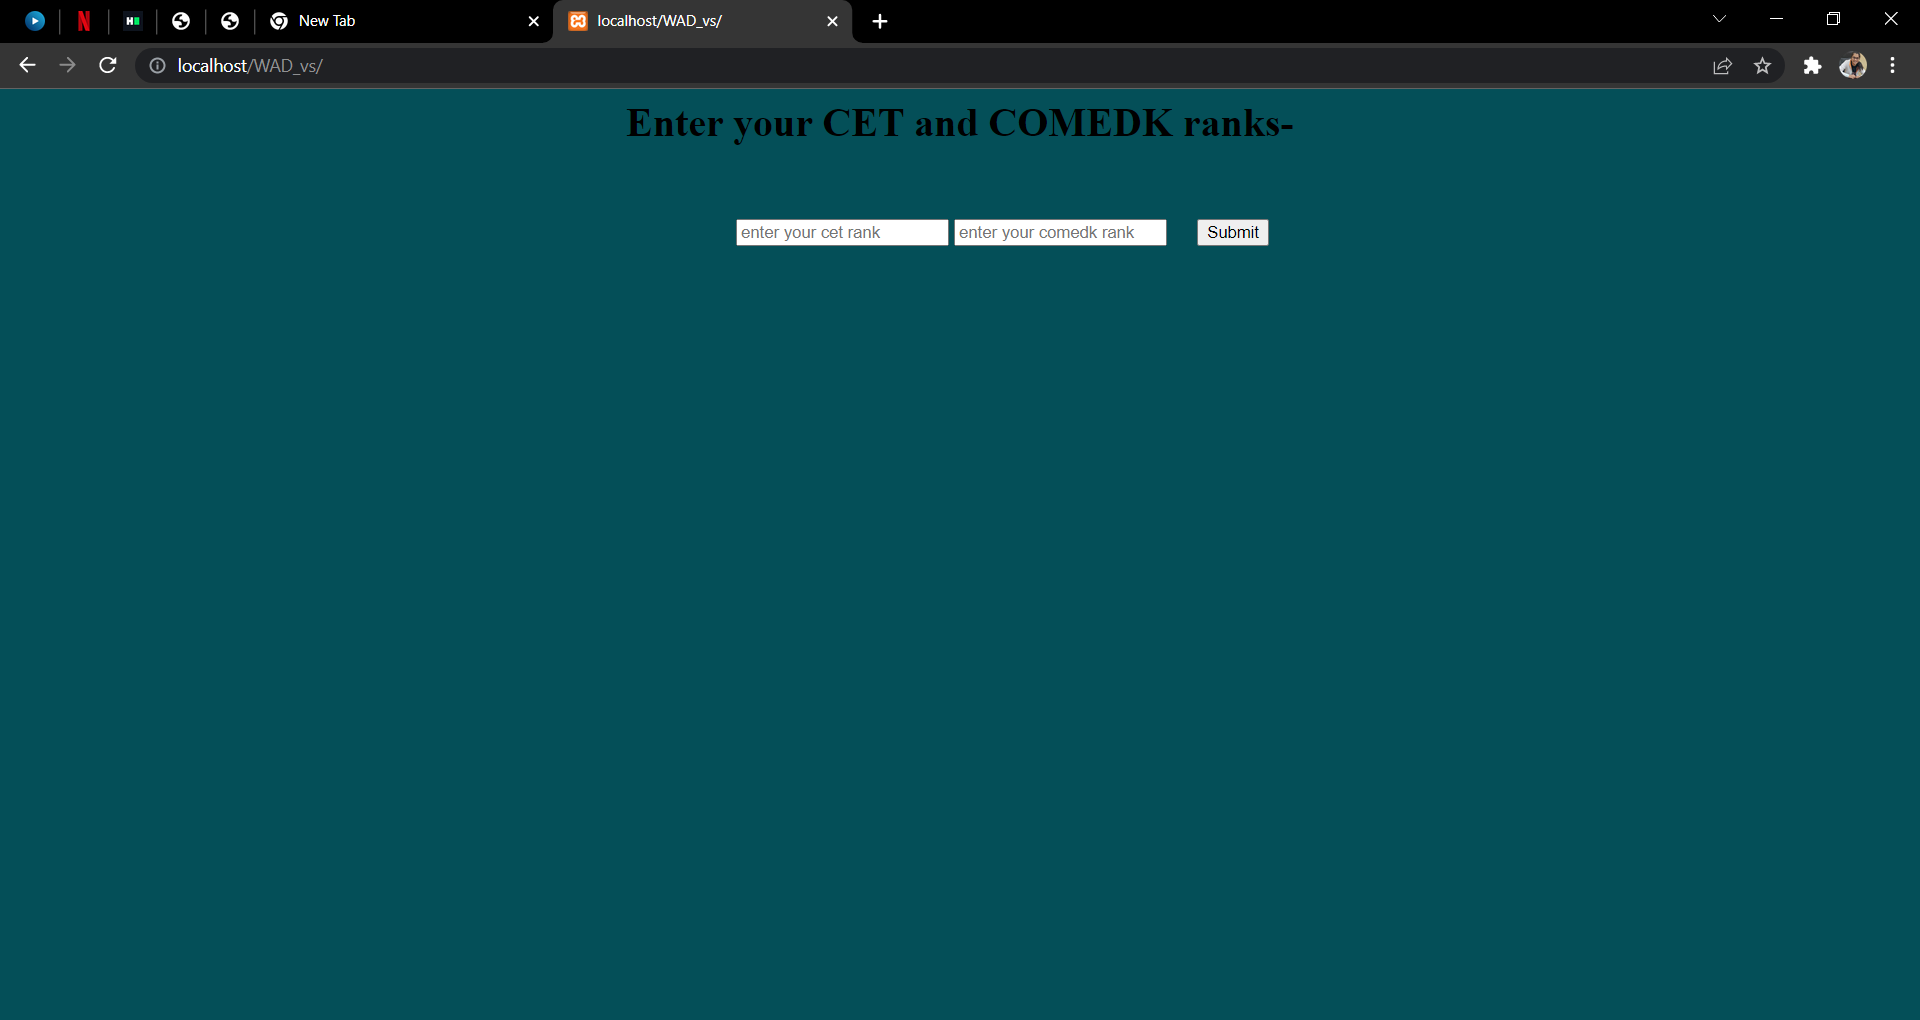 New Tab
localhost/WAD_vs/
localhost/WAD_vs/
Enter your CET and COMEDK ranks-
enter your cet rank
enter your comedk rank
Submit